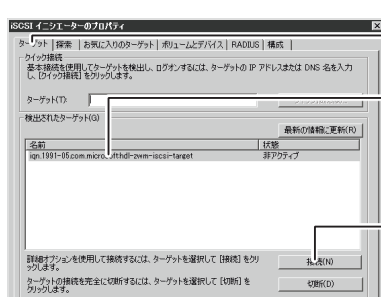 iSCSI イニシエーターのプロパティ
ターゲット 探索 お気に入りのターゲット ボリュームとデバイス RADIUS 構成
クイック接続
基本接続を使用してターゲットを検出し、ログオンするには、ターゲットの IP アドレスまたは DNS 名を入力
し、[クイック接続] をクリックします。
ターゲット(T):
検出されたターゲット(G)
最新の情報に更新(R)
名前 状態
iqn.1991-05.com.microsoft:hdl-zwm-iscsi-target 非アクティブ
詳細オプションを使用して接続するには、ターゲットを選択して [接続] をクリ
ックします。
接続(N)
ターゲットの接続を完全に切断するには、ターゲットを選択して [切断] を
クリックします。
切断(D)